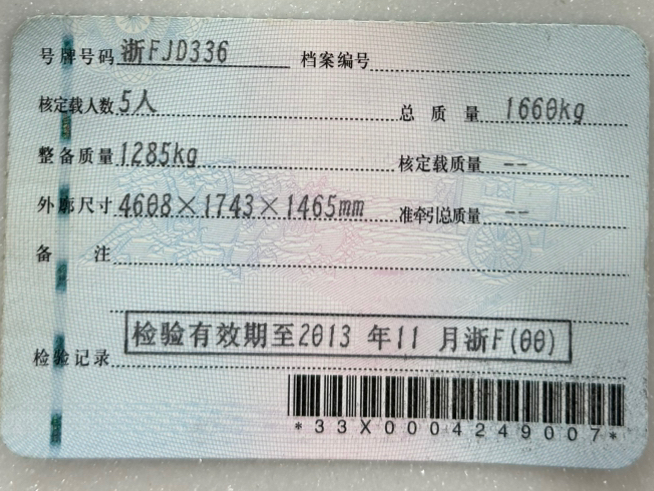 号牌号码 浙FJD336 档案编号
核定载人数 5人 总质量 1660kg
整备质量 1285kg 核定载质量 --
外廓尺寸 4608×1743×1465mm 准牵引总质量 --
备注
检验有效期至2013年11月浙F(00)
检验记录
*33X0004249007*